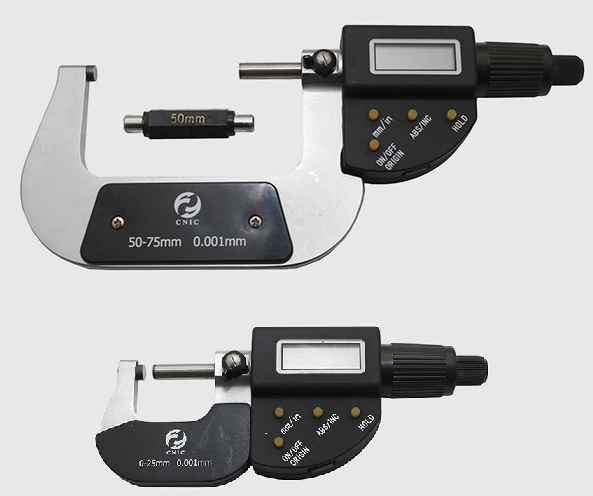 50mm
mm/in
ABS/INC
HOLD
ON/OFF
ORIGIN
CNIC
50-75mm 0.001mm
mm/in
ABS/INC
HOLD
ON/OFF
ORIGIN
CNIC
0-25mm 0.001mm